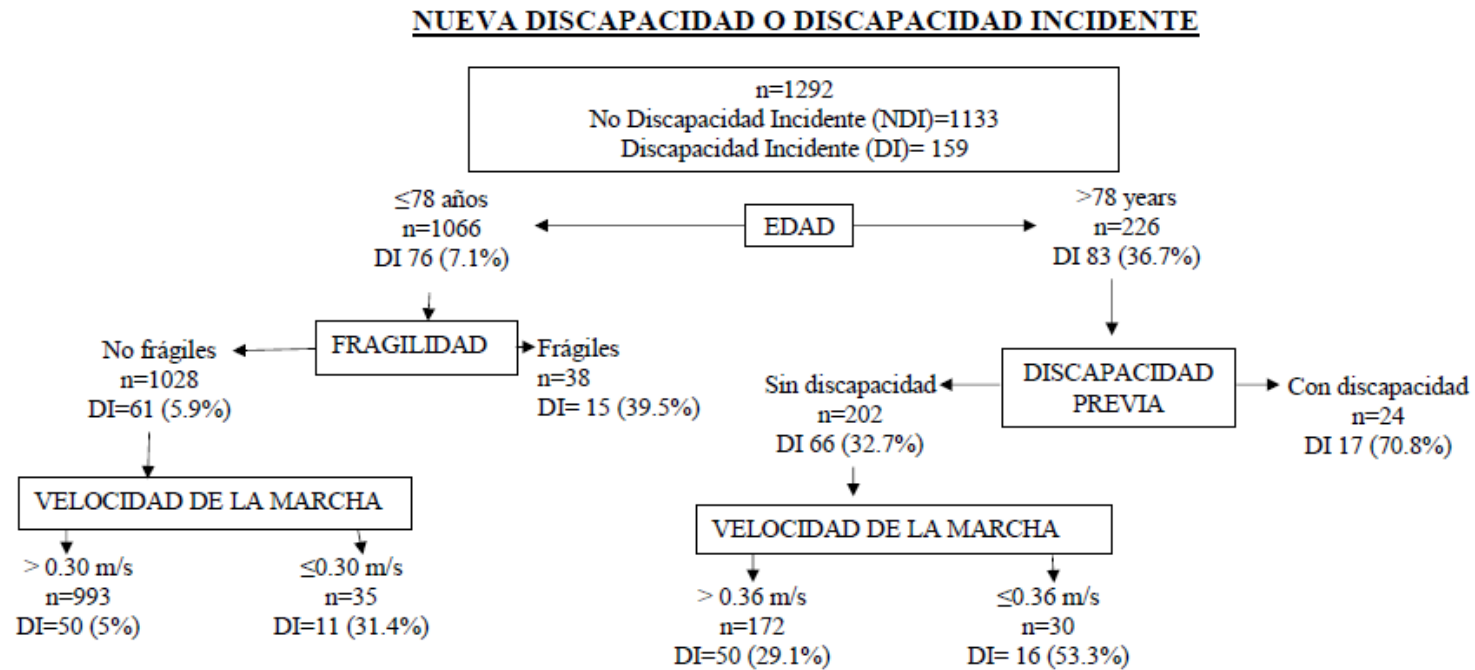 NUEVA DISCAPACIDAD O DISCAPACIDAD INCIDENTE
n=1292
No Discapacidad Incidente (NDI)=1133
Discapacidad Incidente (DI)= 159
≤78 años
n=1066
DI 76 (7.1%)
EDAD
>78 years
n=226
DI 83 (36.7%)
No frágiles
n=1028
DI=61 (5.9%)
FRAGILIDAD
Frágiles
n=38
DI= 15 (39.5%)
Sin discapacidad
n=202
DI 66 (32.7%)
DISCAPACIDAD
PREVIA
Con discapacidad
n=24
DI 17 (70.8%)
VELOCIDAD DE LA MARCHA
> 0.30 m/s
n=993
DI=50 (5%)
≤0.30 m/s
n=35
DI=11 (31.4%)
VELOCIDAD DE LA MARCHA
> 0.36 m/s
n=172
DI=50 (29.1%)
≤0.36 m/s
n=30
DI= 16 (53.3%)